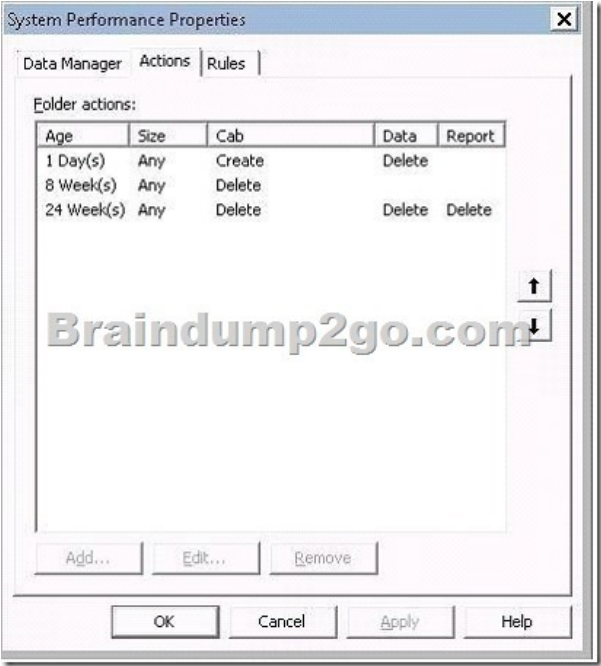 System Performance Properties
Data Manager Actions Rules
Folder actions:
Age Size Cab Data Report
1 Day(s) Any Create Delete
8 Week(s) Any Delete
24 Week(s) Any Delete Delete Delete
Braindump2go.com
Add... Edit... Remove
OK Cancel Apply Help